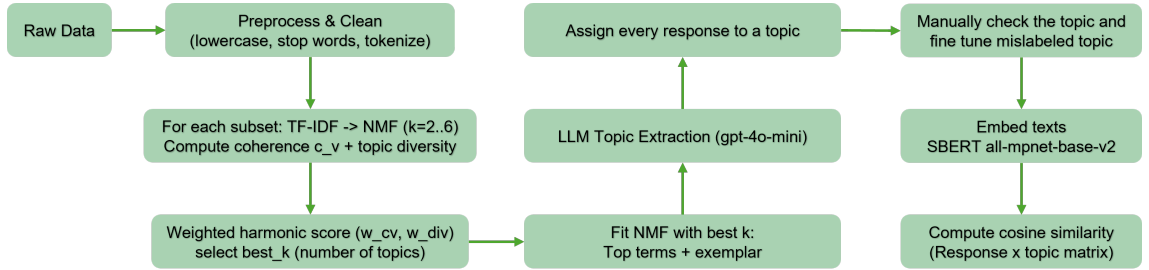 Raw Data
Preprocess & Clean
(lowercase, stop words, tokenize)
For each subset: TF-IDF -> NMF (k=2..6)
Compute coherence c_v + topic diversity
Weighted harmonic score (w_cv, w_div)
select best_k (number of topics)
Fit NMF with best k:
Top terms + exemplar
LLM Topic Extraction (gpt-4o-mini)
Assign every response to a topic
Manually check the topic and
fine tune mislabeled topic
Embed texts
SBERT all-mpnet-base-v2
Compute cosine similarity
(Response x topic matrix)